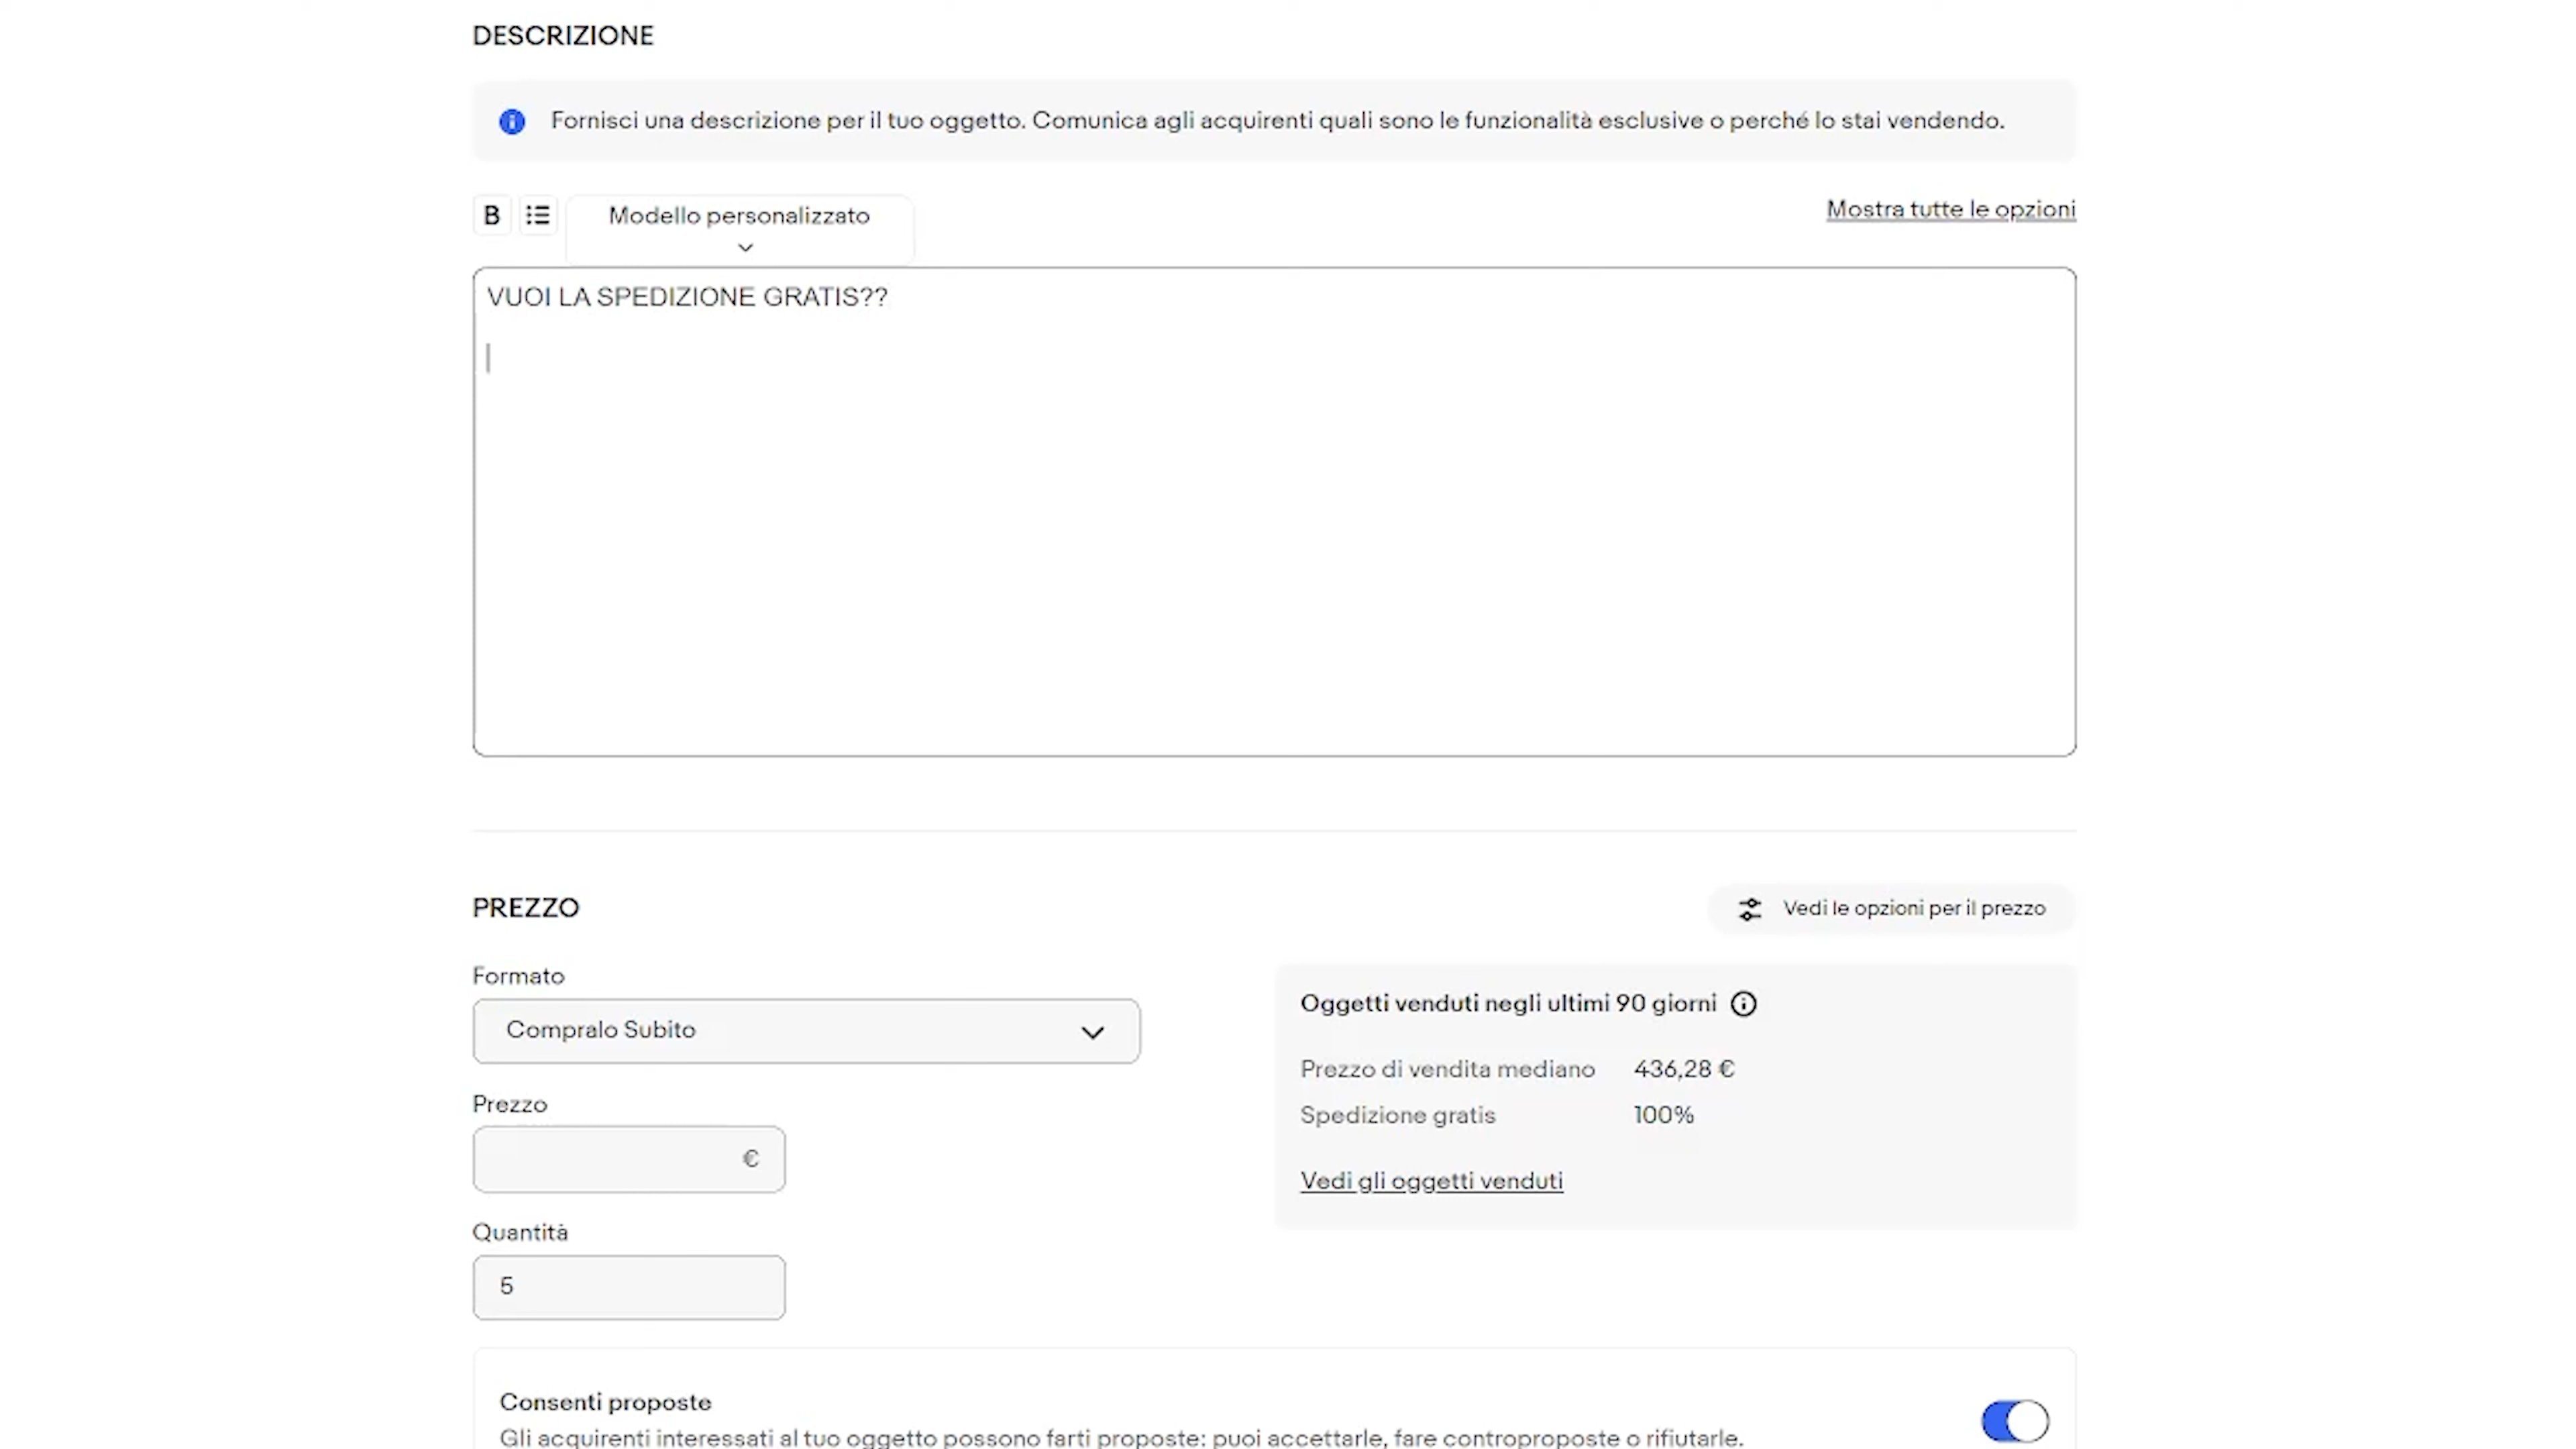 DESCRIZIONE
Fornisci una descrizione per il tuo oggetto. Comunica agli acquirenti quali sono le funzionalità esclusive o perché lo stai vendendo.
B
Modello personalizzato
Mostra tutte le opzioni
VUOI LA SPEDIZIONE GRATIS??
PREZZO
Vedi le opzioni per il prezzo
Formato
Compralo Subito
Prezzo
€
Quantità
5
Oggetti venduti negli ultimi 90 giorni
Prezzo di vendita mediano 436,28 €
Spedizione gratis 100%
Vedi gli oggetti venduti
Consenti proposte
Gli acquirenti interessati al tuo oggetto possono farti proposte: puoi accettarle, fare controproposte o rifiutarle.